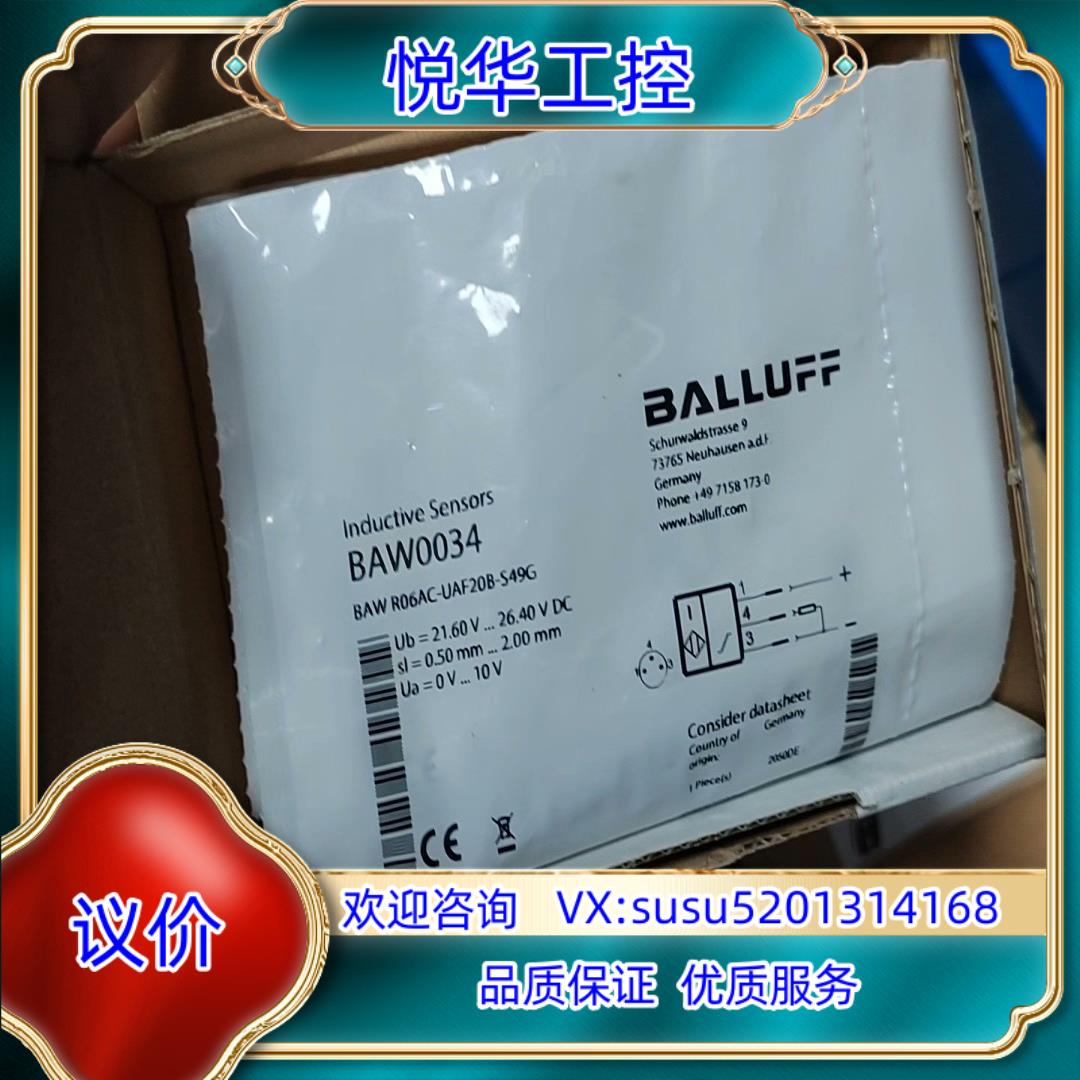 悦华工控
BALLUFF
Schurwaldstrasse 9
73765 Neuhausen a.d.F.
Germany
Phone +49 7158 173-0
www.balluff.com
Inductive Sensors
BAW0034
BAW R06AC-UAF20B-S49G
Ub = 21.60 V ... 26.40 V DC
sl = 0.50 mm ... 2.00 mm
Ua = 0 V ... 10 V
1 +
4
3 -
4
3
Consider datasheet
Country of origin: Germany
1 Piece(s) 2050DE
CE
议价
欢迎咨询 VX:susu5201314168
品质保证 优质服务